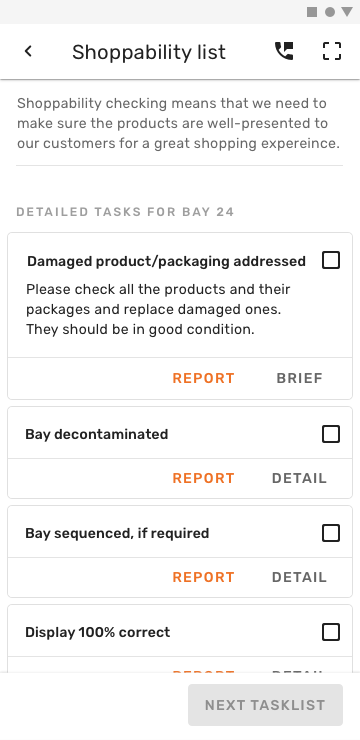 Shoppability list
Shoppability checking means that we need to
make sure the products are well-presented to
our customers for a great shopping expereince.
DETAILED TASKS FOR BAY 24
Damaged product/packaging addressed
Please check all the products and their
packages and replace damaged ones.
They should be in good condition.
REPORT BRIEF
Bay decontaminated
REPORT DETAIL
Bay sequenced, if required
REPORT DETAIL
Display 100% correct
REPORT DETAIL
NEXT TASKLIST